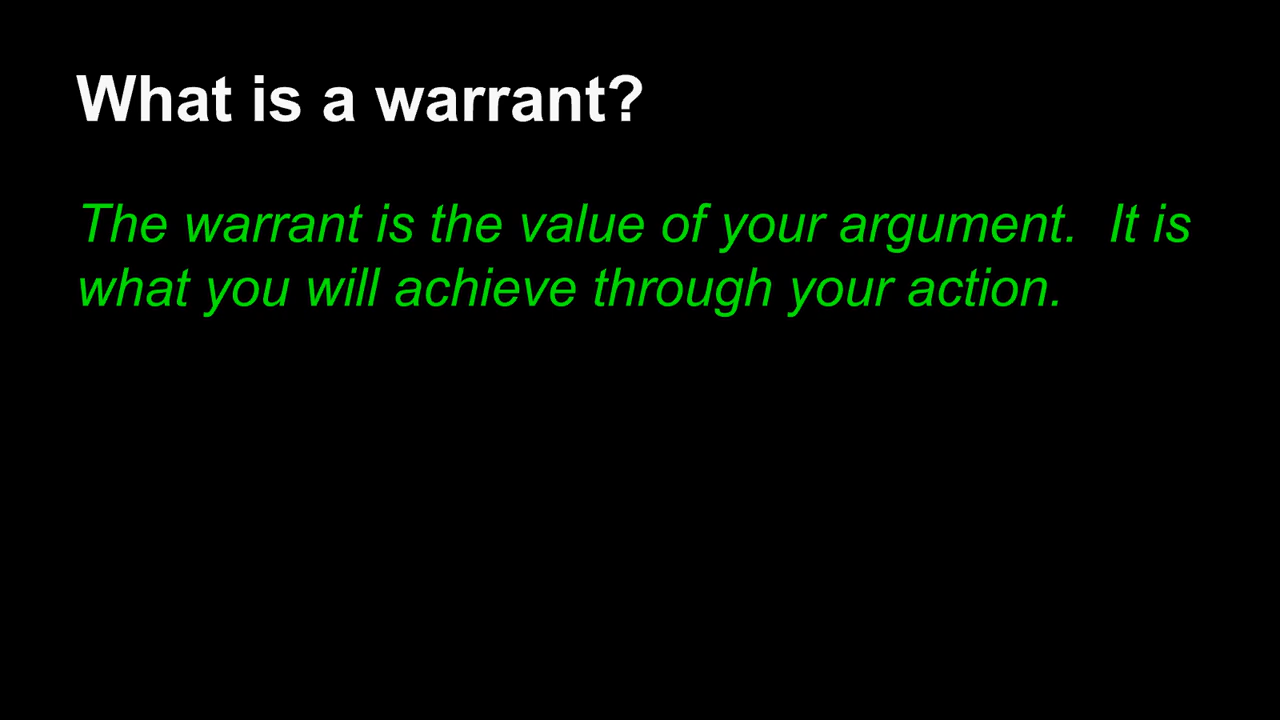 What is a warrant?
The warrant is the value of your argument.  It is
what you will achieve through your action.